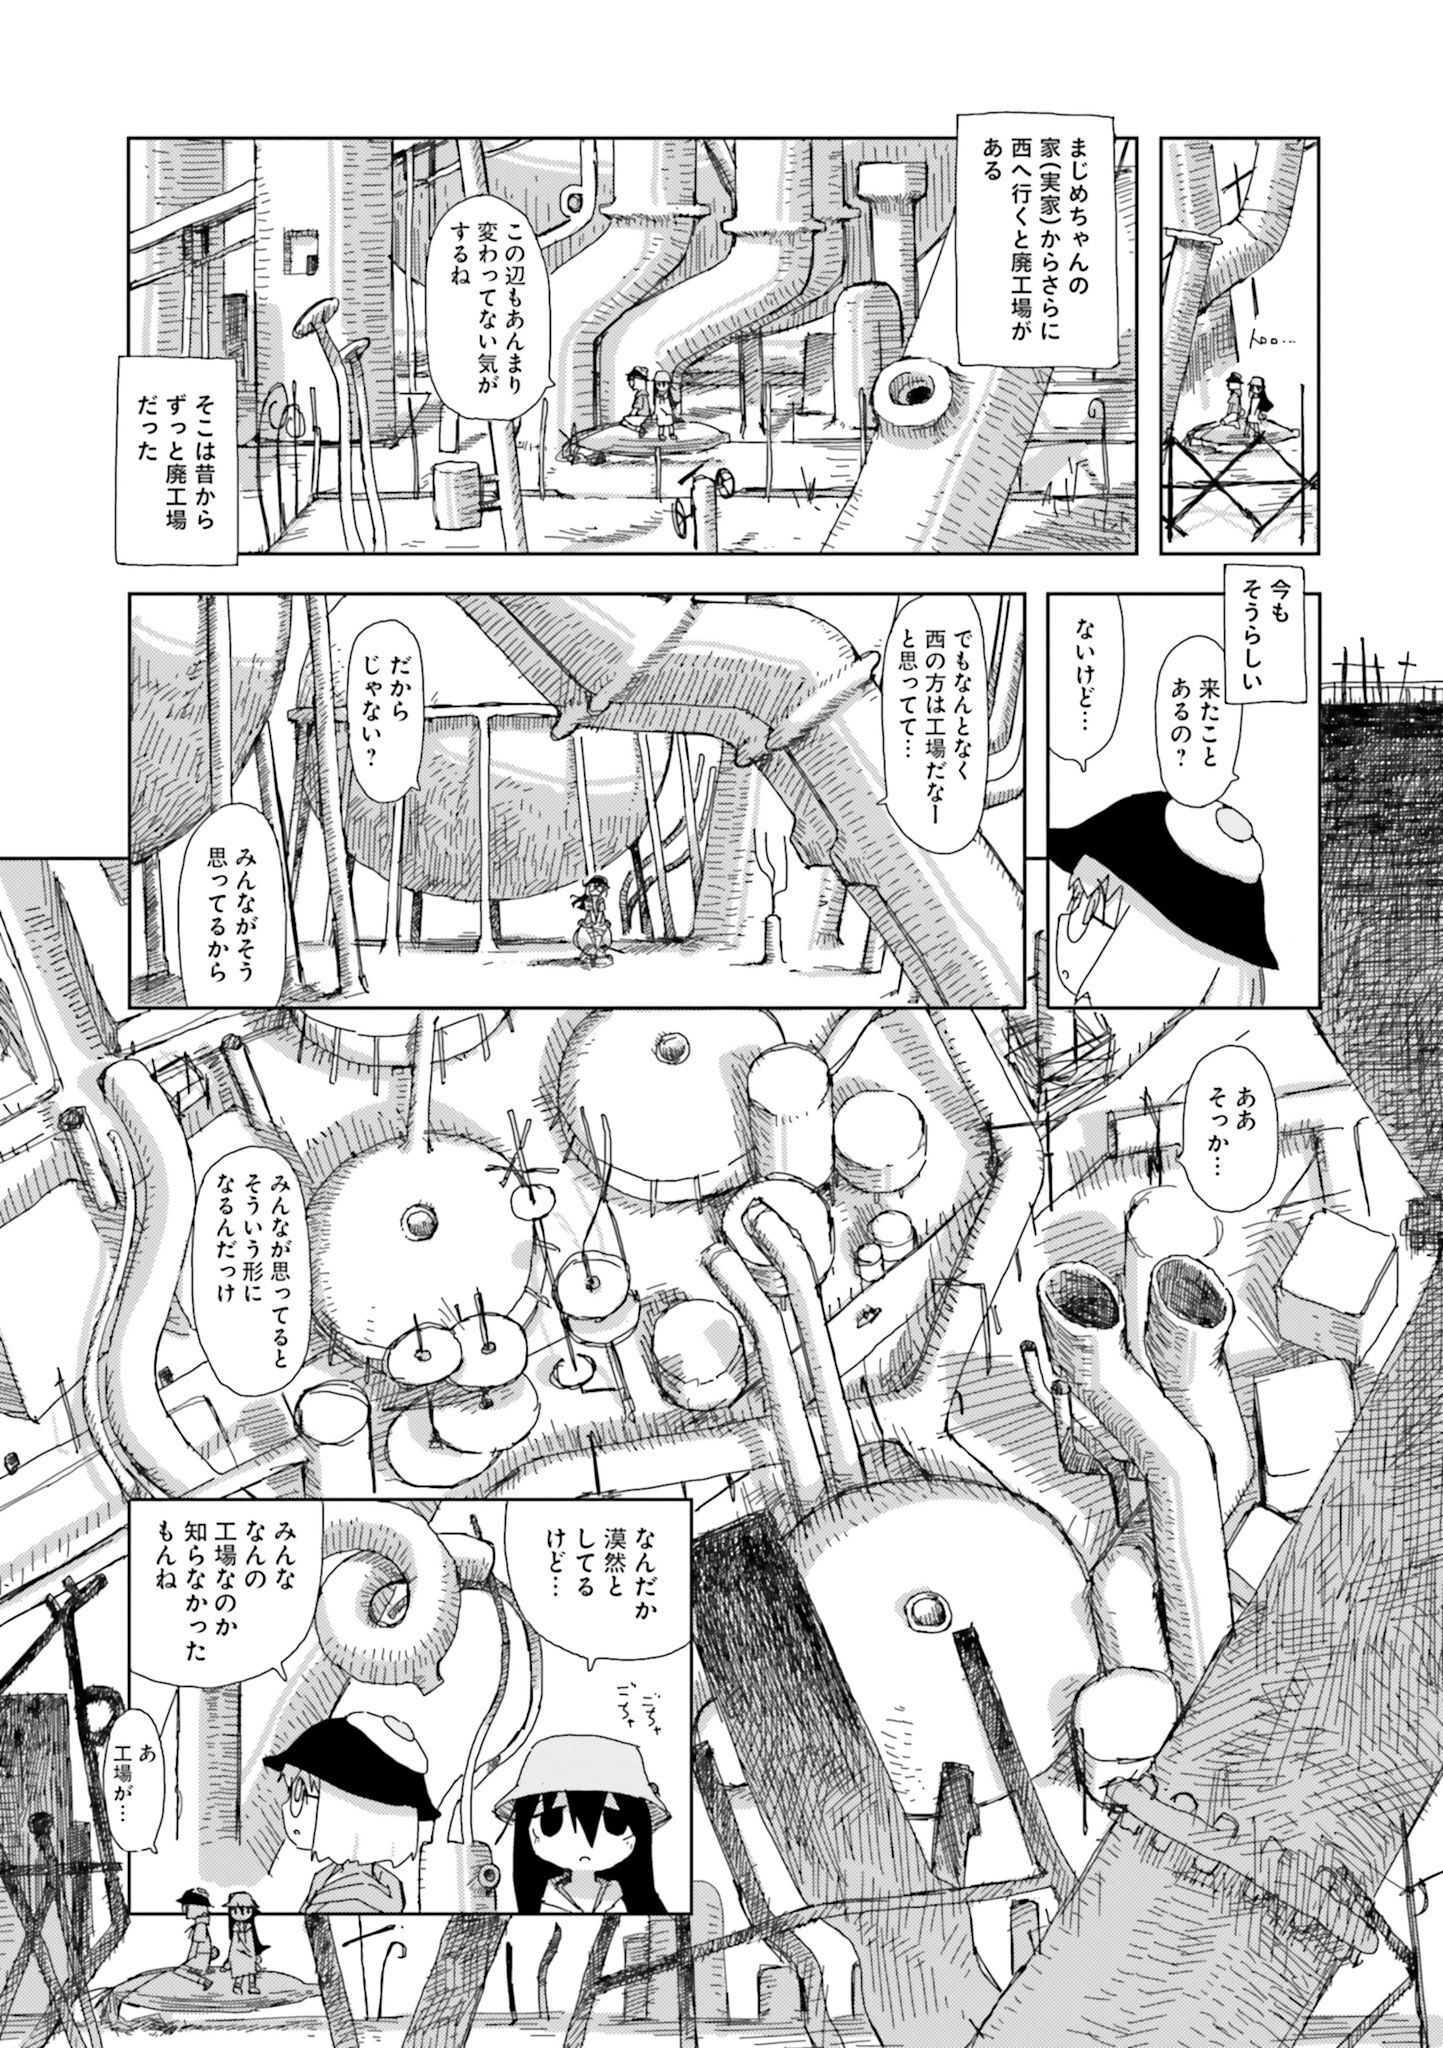 トロロ…
まじめちゃんの
家(実家)からさらに
西へ行くと廃工場が
ある
この辺もあんまり
変わってない気が
するね
そこは昔から
ずっと廃工場
だった
今も
そうらしい
来たこと
あるの?
ないけど…
でもなんとなく
西の方は工場だなー
と思ってて…
だから
じゃない?
みんながそう
思ってるから
ああ
そっか…
みんなが思ってると
そういう形に
なるんだっけ
なんだか
漠然と
してる
けど…
ごちゃ
ごちゃ
みんな
なんの
工場なのか
知らなかった
もんね
あ
工場が…